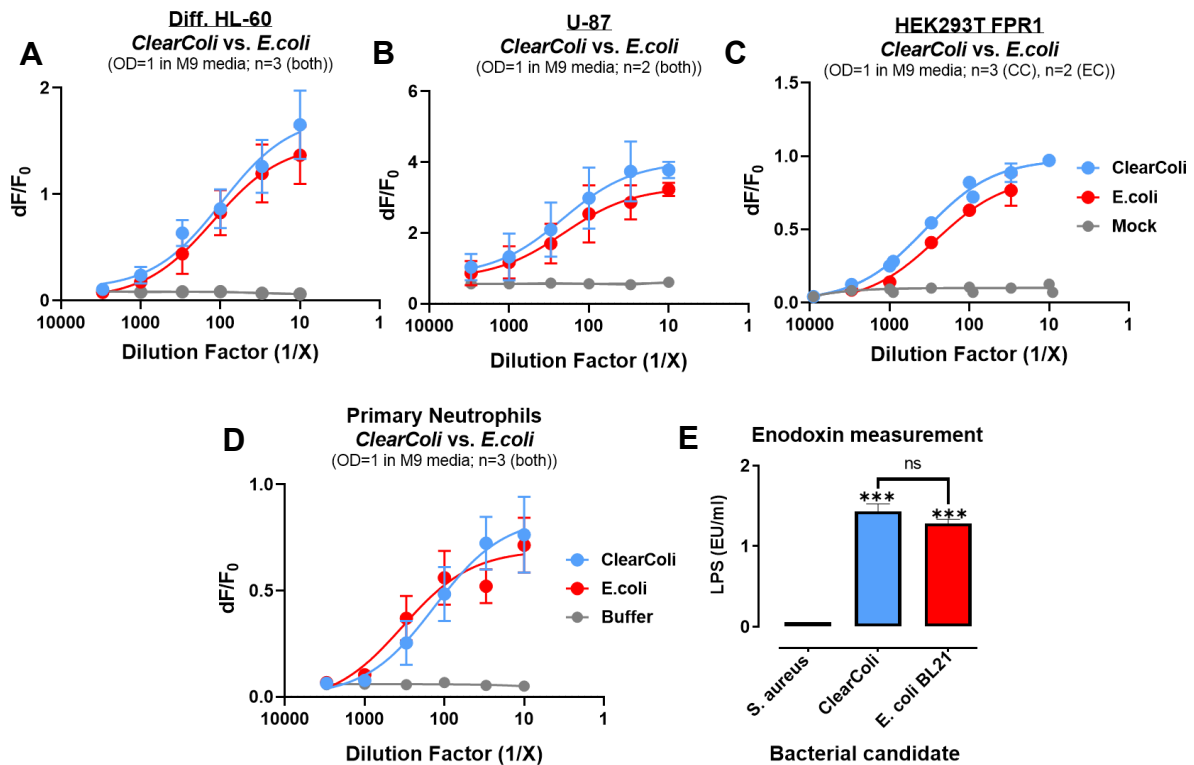 A
Diff. HL-60
ClearColi vs. E.coli
(OD=1 in M9 media; n=3 (both))
dF/F0
2
1
0
10000 1000 100 10 1
Dilution Factor (1/X)
B
U-87
ClearColi vs. E.coli
(OD=1 in M9 media; n=2 (both))
dF/F0
6
4
2
0
10000 1000 100 10 1
Dilution Factor (1/X)
C
HEK293T FPR1
ClearColi vs. E.coli
(OD=1 in M9 media; n=3 (CC), n=2 (EC))
dF/F0
1.5
1.0
0.5
0.0
10000 1000 100 10 1
Dilution Factor (1/X)
ClearColi
E.coli
Mock
D
Primary Neutrophils
ClearColi vs. E.coli
(OD=1 in M9 media; n=3 (both))
dF/F0
1.0
0.5
0.0
10000 1000 100 10 1
Dilution Factor (1/X)
ClearColi
E.coli
Buffer
E
Enodoxin measurement
LPS (EU/ml)
2
1
0
ns
***
***
S. aureus
ClearColi
E. coli BL21
Bacterial candidate